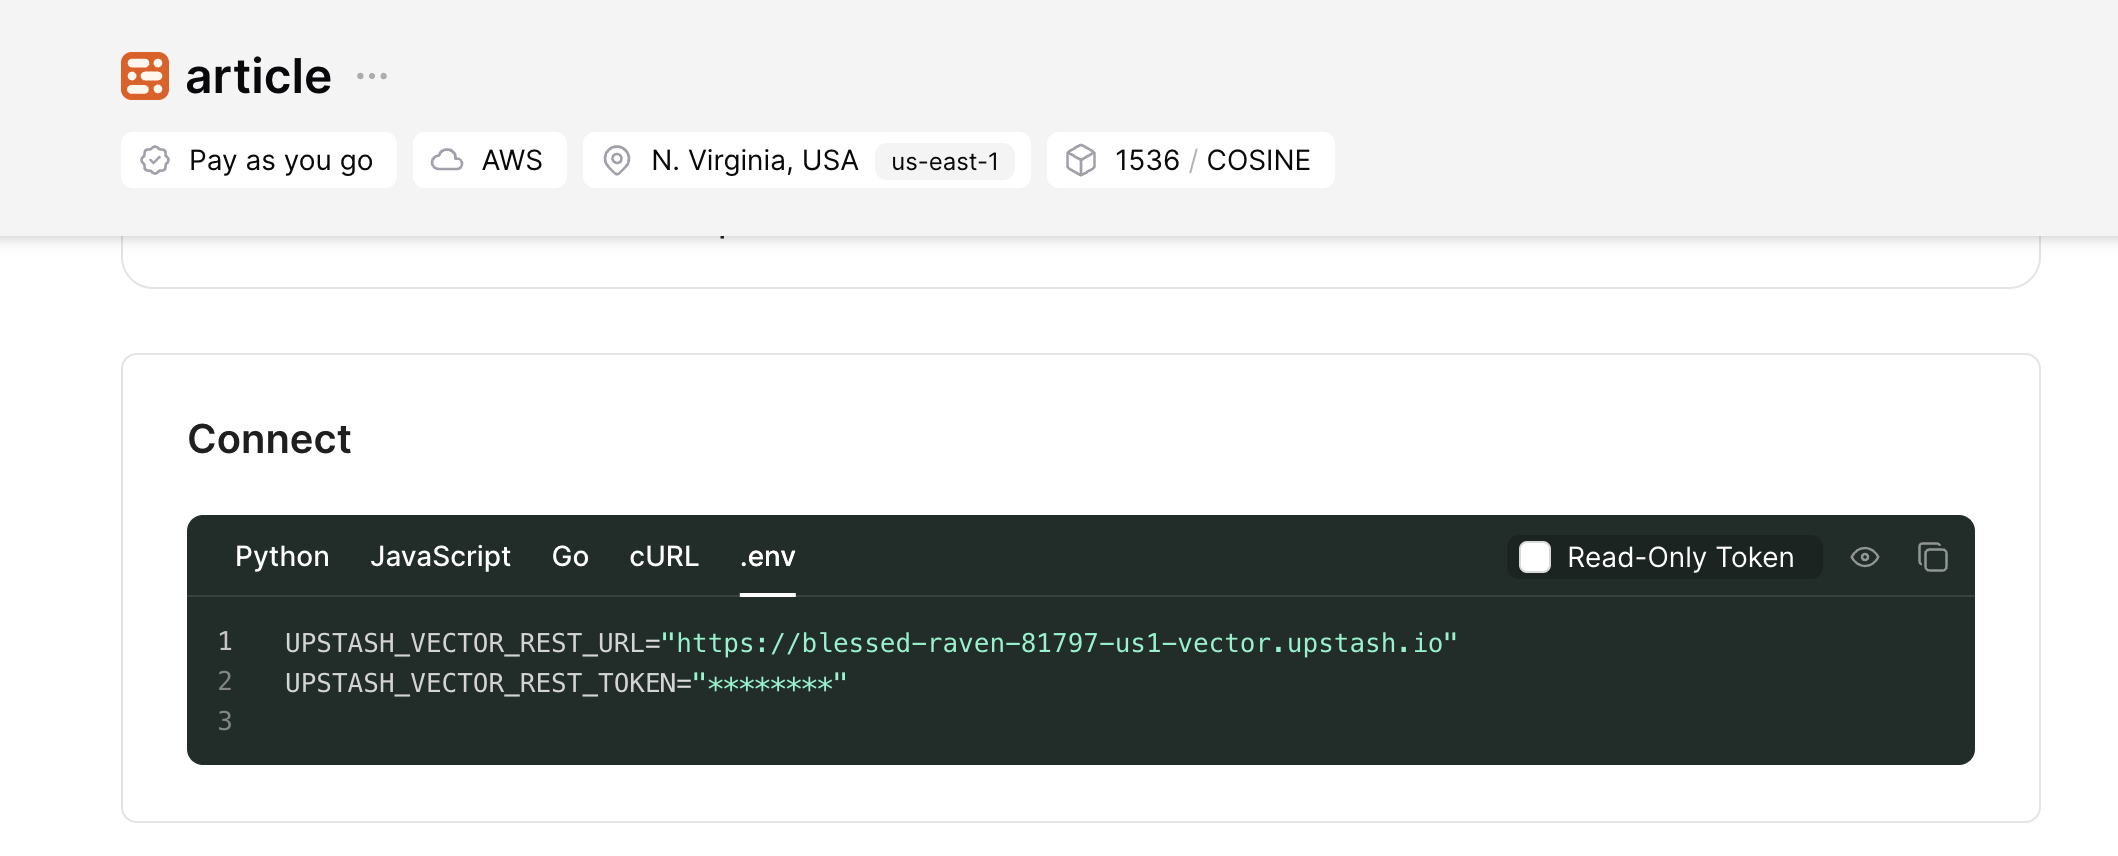 article
Pay as you go AWS N. Virginia, USA us-east-1 1536 / COSINE
Connect
Python JavaScript Go cURL .env Read-Only Token
1 UPSTASH_VECTOR_REST_URL="https://blessed-raven-81797-us1-vector.upstash.io"
2 UPSTASH_VECTOR_REST_TOKEN="********"
3